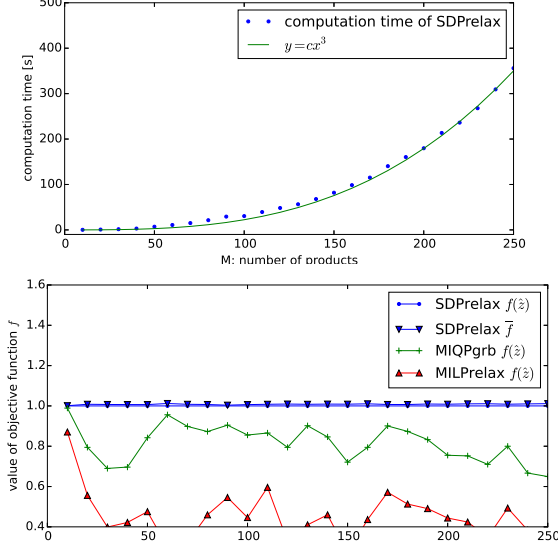 500
400
300
200
100
0
computation time [s]
computation time of SDPrelax
y = cx³
0 50 100 150 200 250
M: number of products
1.6
1.4
1.2
1.0
0.8
0.6
0.4
value of objective function f
SDPrelax f(ẑ)
SDPrelax f̅
MIQPgrb f(ẑ)
MILPrelax f(ẑ)
0 50 100 150 200 250